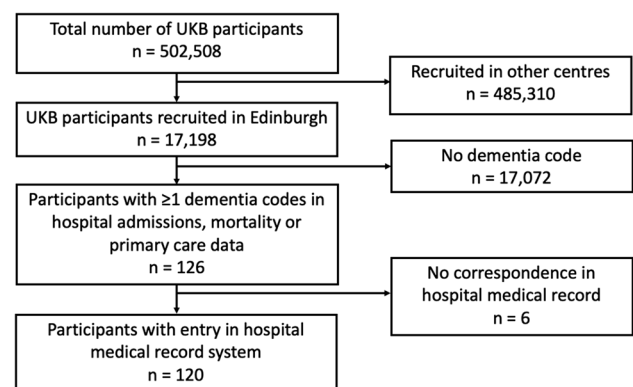 Total number of UKB participants
n = 502,508
Recruited in other centres
n = 485,310
UKB participants recruited in Edinburgh
n = 17,198
No dementia code
n = 17,072
Participants with ≥1 dementia codes in
hospital admissions, mortality or
primary care data
n = 126
No correspondence in
hospital medical record
n = 6
Participants with entry in hospital
medical record system
n = 120